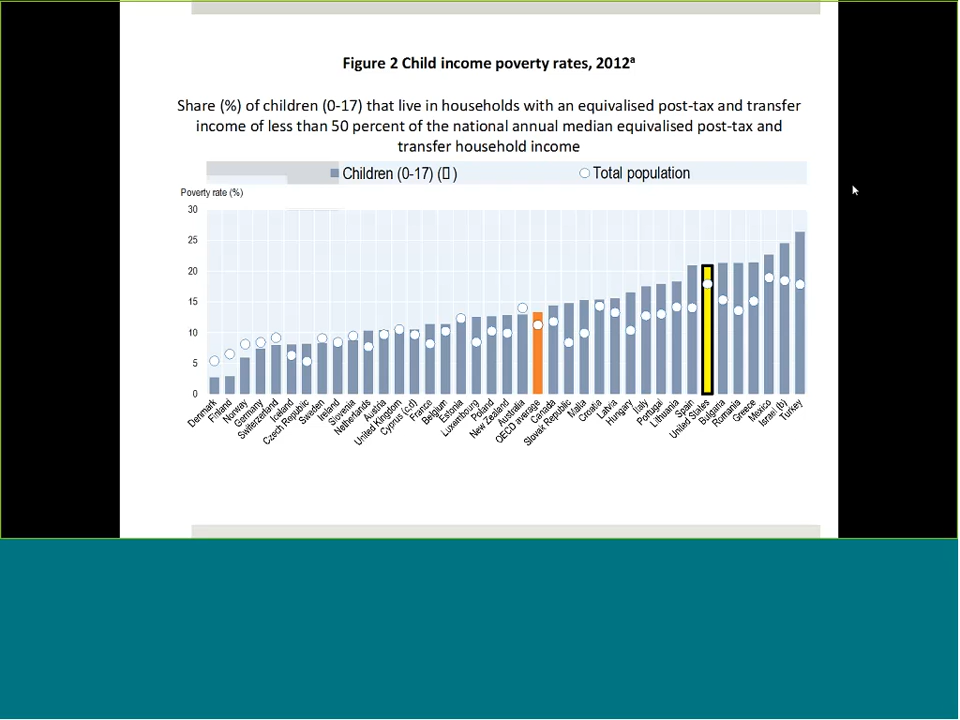 Figure 2 Child income poverty rates, 2012ᵃ
Share (%) of children (0-17) that live in households with an equivalised post-tax and transfer
income of less than 50 percent of the national annual median equivalised post-tax and
transfer household income
Children (0-17) (▯ )
Total population
Poverty rate (%)
30
25
20
15
10
5
0
Denmark
Finland
Norway
Germany
Switzerland
Iceland
Czech Republic
Sweden
Ireland
Slovenia
Netherlands
Austria
United Kingdom
Cyprus (c,d)
France
Belgium
Estonia
Luxembourg
Poland
New Zealand
Australia
OECD average
Canada
Slovak Republic
Malta
Croatia
Latvia
Hungary
Italy
Portugal
Lithuania
Spain
United States
Bulgaria
Romania
Greece
Mexico
Israel (b)
Turkey